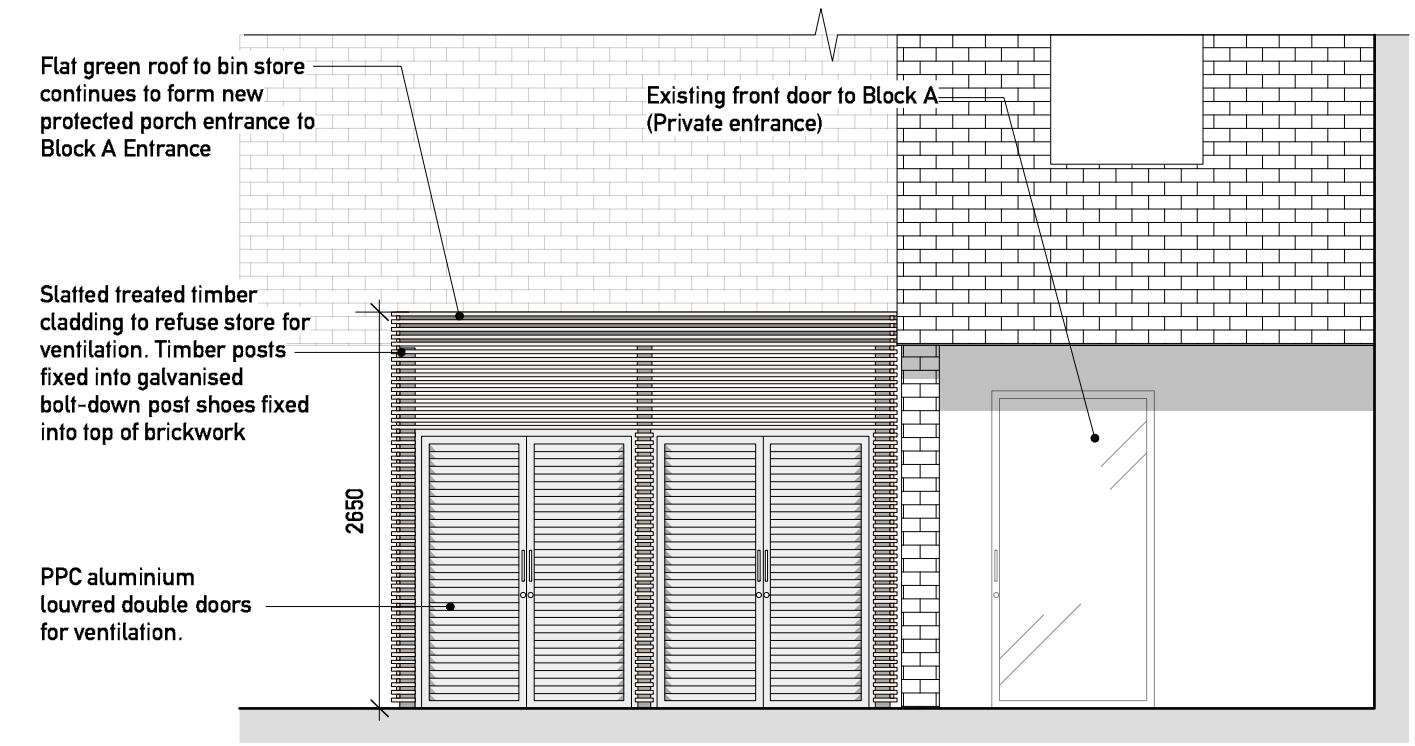 Flat green roof to bin store
continues to form new
protected porch entrance to
Block A Entrance
Existing front door to Block A
(Private entrance)
Slatted treated timber
cladding to refuse store for
ventilation. Timber posts
fixed into galvanised
bolt-down post shoes fixed
into top of brickwork
2650
PPC aluminium
louvred double doors
for ventilation.